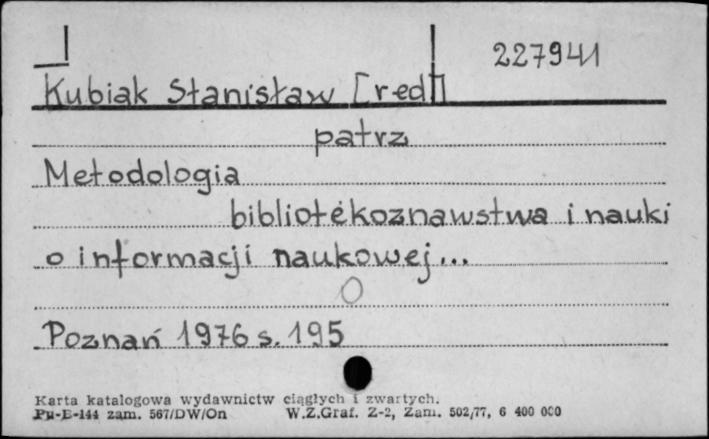 227941
Kubiak Stanisław [red]
patrz
Metodologia
bibliotekoznawstwa i nauki
o informacji naukowej...
Poznań 1976 s. 195
Karta katalogowa wydawnictw ciągłych i zwartych.
Pu-B-144 zam. 567/DW/On W.Z.Graf. Z-2, Zam. 502/77, 6 400 000